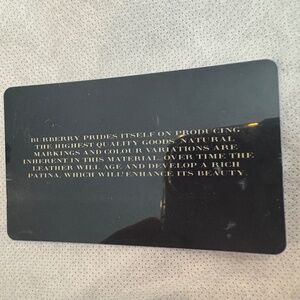 BURBERRY PRIDES ITSELF ON PRODUCING
THE HIGHEST QUALITY GOODS. NATURAL
MARKINGS AND COLOUR VARIATIONS ARE
INHERENT IN THIS MATERIAL. OVER TIME THE
LEATHER WILL AGE AND DEVELOP A RICH
PATINA, WHICH WILL ENHANCE ITS BEAUTY.